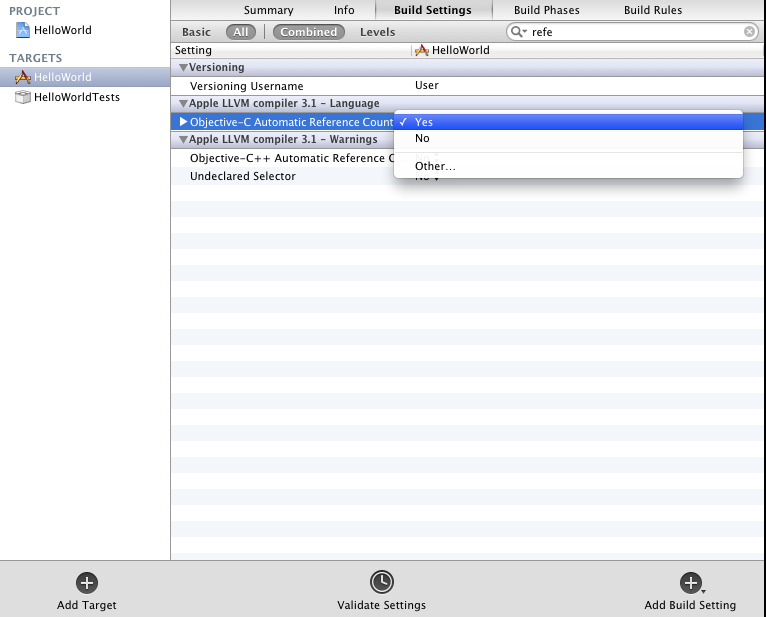 PROJECT
HelloWorld
TARGETS
HelloWorld
HelloWorldTests
Summary Info Build Settings Build Phases Build Rules
Basic All Combined Levels refe
Setting HelloWorld
Versioning
Versioning Username User
Apple LLVM compiler 3.1 - Language
Objective-C Automatic Reference Count
Yes
No
Other...
Apple LLVM compiler 3.1 - Warnings
Objective-C++ Automatic Reference C
Undeclared Selector No
Add Target Validate Settings Add Build Setting